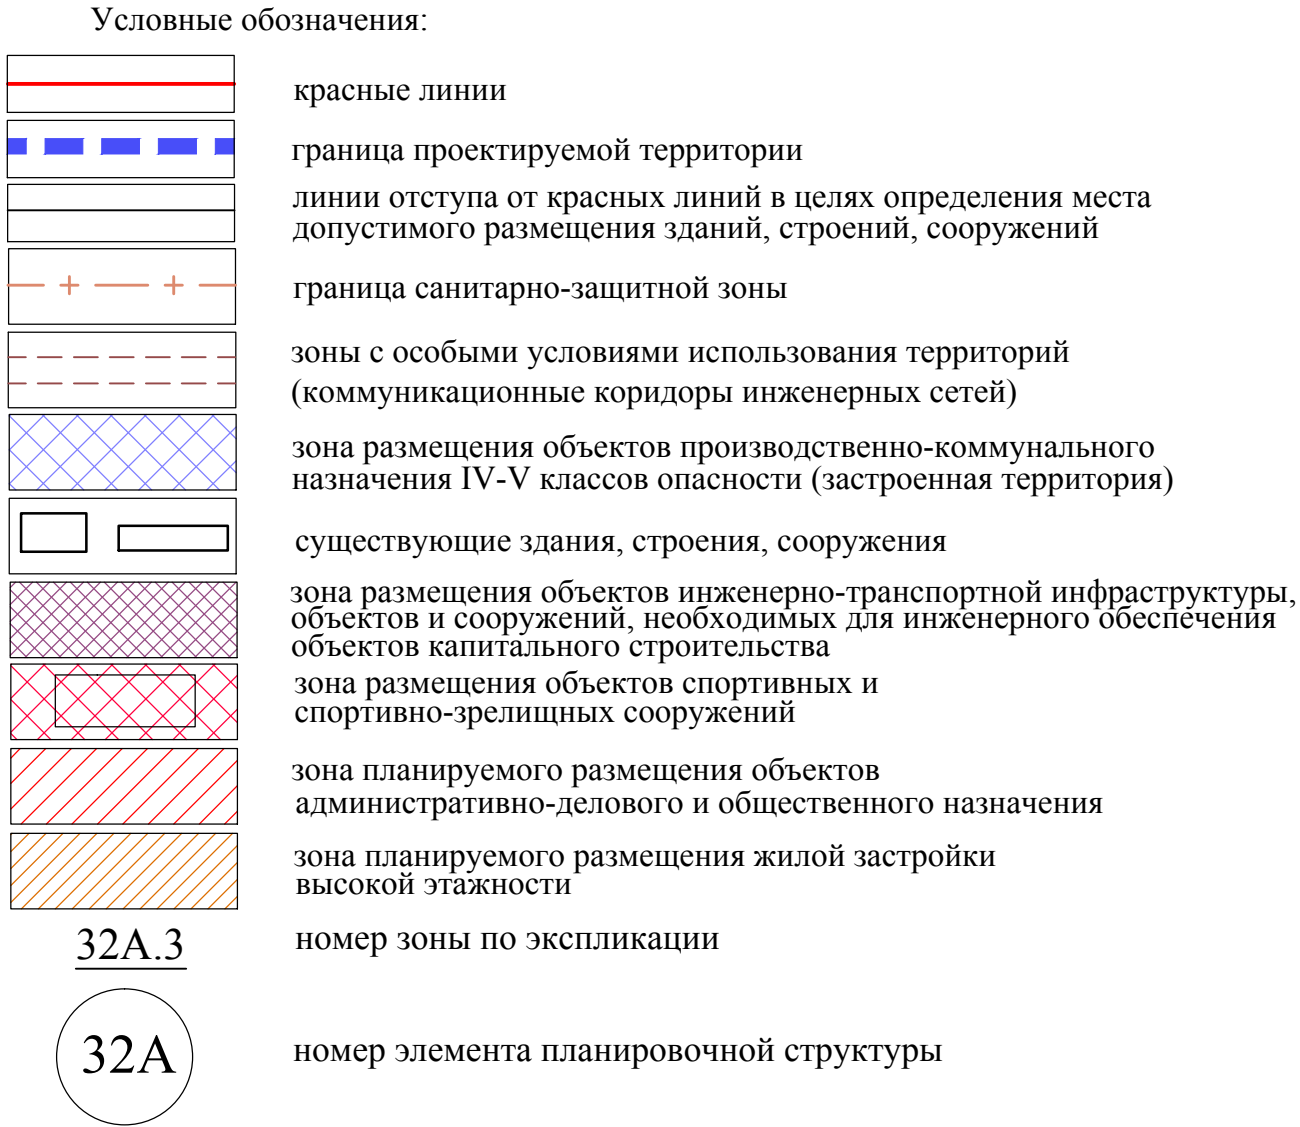 Условные обозначения:
красные линии
граница проектируемой территории
линии отступа от красных линий в целях определения места
допустимого размещения зданий, строений, сооружений
граница санитарно-защитной зоны
зоны с особыми условиями использования территорий
(коммуникационные коридоры инженерных сетей)
зона размещения объектов производственно-коммунального
назначения IV-V классов опасности (застроенная территория)
существующие здания, строения, сооружения
зона размещения объектов инженерно-транспортной инфраструктуры,
объектов и сооружений, необходимых для инженерного обеспечения
объектов капитального строительства
зона размещения объектов спортивных и
спортивно-зрелищных сооружений
зона планируемого размещения объектов
административно-делового и общественного назначения
зона планируемого размещения жилой застройки
высокой этажности
32А.3 номер зоны по экспликации
32А номер элемента планировочной структуры